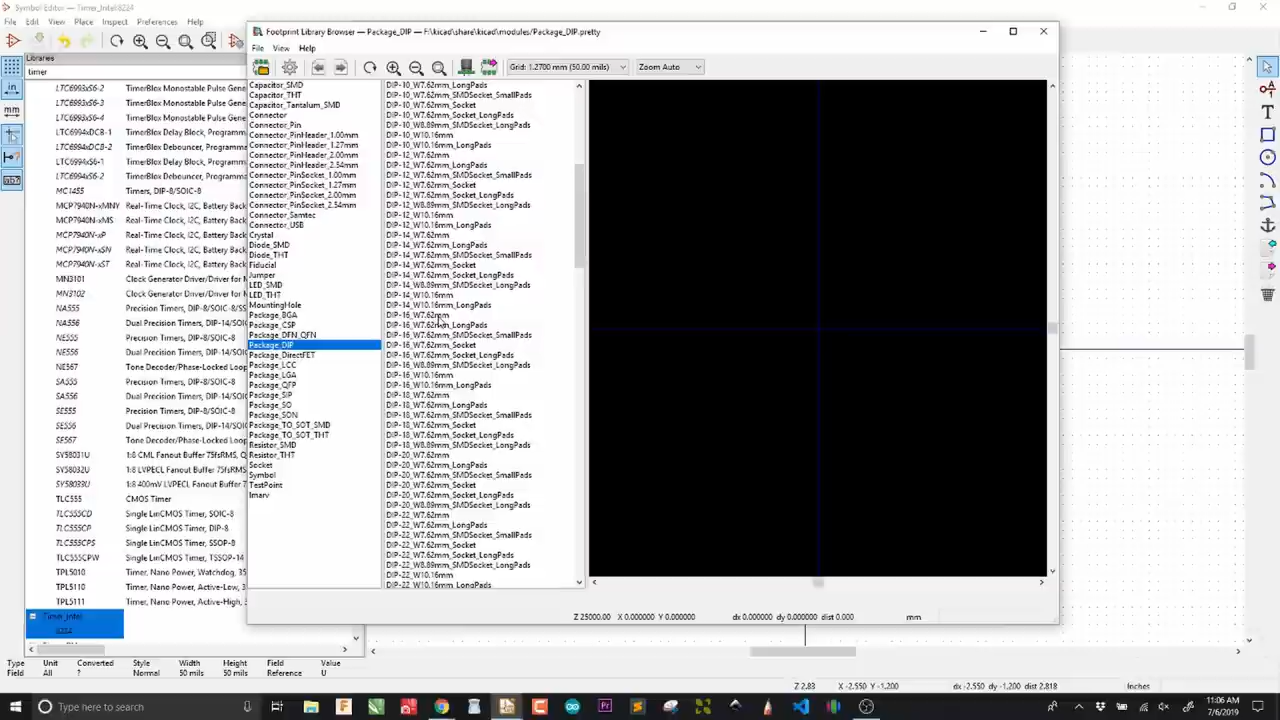 Symbol Editor — Timer_Intel:8224
File Edit View Place Inspect Preferences Help
Libraries
timer
in
mm
LTC6993xS6-2 TimerBlox Monostable Pulse Gene
LTC6993xS6-3 TimerBlox Monostable Pulse Gene
LTC6993xS6-4 TimerBlox Monostable Pulse Gene
LTC6994xDCB-1 TimerBlox Delay Block, Programma
LTC6994xDCB-2 TimerBlox Debouncer, Programma
LTC6994xS6-1 TimerBlox Delay Block, Programma
LTC6994xS6-2 TimerBlox Debouncer, Programma
MC1455 Timers, DIP-8/SOIC-8
MCP7940N-xMNY Real-Time Clock, I2C, Battery Back
MCP7940N-xMS Real-Time Clock, I2C, Battery Back
MCP7940N-xP Real-Time Clock, I2C, Battery Back
MCP7940N-xSN Real-Time Clock, I2C, Battery Back
MCP7940N-xST Real-Time Clock, I2C, Battery Back
MN3101 Clock Generator Driver/Driver for
MN3102 Clock Generator Driver/Driver for
NA555 Precision Timers, DIP-8/SOIC-8/S
NA556 Dual Precision Timers, DIP-14/SO
NE555 Precision Timers, DIP-8/SOIC-8/S
NE556 Dual Precision Timers, DIP-14/SO
NE567 Tone Decoder/Phase-Locked Loop
SA555 Precision Timers, DIP-8/SOIC-8
SA556 Dual Precision Timers, DIP-14/SO
SE555 Precision Timers, DIP-8/SOIC-8
SE556 Dual Precision Timers, DIP-14/SO
SE567 Tone Decoder/Phase-Locked Loop
SY58031U 1:8 CML Fanout Buffer 75fsRMS, Q
SY58032U 1:8 LVPECL Fanout Buffer 75fsRM
SY58033U 1:8 400mV LVPECL Fanout Buffer
TLC555 CMOS Timer
TLC555CD Single LinCMOS Timer, SOIC-8
TLC555CP Single LinCMOS Timer, DIP-8
TLC555CPS Single LinCMOS Timer, SSOP-8
TLC555CPW Single LinCMOS Timer, TSSOP-14
TPL5010 Timer, Nano Power, Watchdog, 35
TPL5110 Timer, Nano Power, Active-Low, 3
TPL5111 Timer, Nano Power, Active-High,
Timer_Intel
8224
Footprint Library Browser — Package_DIP — F:\kicad\share\kicad\modules/Package_DIP.pretty
File View Help
Grid: 1.2700 mm (50.00 mils) Zoom Auto
Capacitor_SMD
Capacitor_THT
Capacitor_Tantalum_SMD
Connector
Connector_Pin
Connector_PinHeader_1.00mm
Connector_PinHeader_1.27mm
Connector_PinHeader_2.00mm
Connector_PinHeader_2.54mm
Connector_PinSocket_1.00mm
Connector_PinSocket_1.27mm
Connector_PinSocket_2.00mm
Connector_PinSocket_2.54mm
Connector_Samtec
Connector_USB
Crystal
Diode_SMD
Diode_THT
Fiducial
Jumper
LED_SMD
LED_THT
MountingHole
Package_BGA
Package_CSP
Package_DFN_QFN
Package_DIP
Package_DirectFET
Package_LCC
Package_LGA
Package_QFP
Package_SIP
Package_SO
Package_SON
Package_TO_SOT_SMD
Package_TO_SOT_THT
Resistor_SMD
Resistor_THT
Socket
Symbol
TestPoint
lmarv
DIP-10_W7.62mm_LongPads
DIP-10_W7.62mm_SMDSocket_SmallPads
DIP-10_W7.62mm_Socket
DIP-10_W7.62mm_Socket_LongPads
DIP-10_W8.89mm_SMDSocket_LongPads
DIP-10_W10.16mm
DIP-10_W10.16mm_LongPads
DIP-12_W7.62mm
DIP-12_W7.62mm_LongPads
DIP-12_W7.62mm_SMDSocket_SmallPads
DIP-12_W7.62mm_Socket
DIP-12_W7.62mm_Socket_LongPads
DIP-12_W8.89mm_SMDSocket_LongPads
DIP-12_W10.16mm
DIP-12_W10.16mm_LongPads
DIP-14_W7.62mm
DIP-14_W7.62mm_LongPads
DIP-14_W7.62mm_SMDSocket_SmallPads
DIP-14_W7.62mm_Socket
DIP-14_W7.62mm_Socket_LongPads
DIP-14_W8.89mm_SMDSocket_LongPads
DIP-14_W10.16mm
DIP-14_W10.16mm_LongPads
DIP-16_W7.62mm
DIP-16_W7.62mm_LongPads
DIP-16_W7.62mm_SMDSocket_SmallPads
DIP-16_W7.62mm_Socket
DIP-16_W7.62mm_Socket_LongPads
DIP-16_W8.89mm_SMDSocket_LongPads
DIP-16_W10.16mm
DIP-16_W10.16mm_LongPads
DIP-18_W7.62mm
DIP-18_W7.62mm_LongPads
DIP-18_W7.62mm_SMDSocket_SmallPads
DIP-18_W7.62mm_Socket
DIP-18_W7.62mm_Socket_LongPads
DIP-18_W8.89mm_SMDSocket_LongPads
DIP-20_W7.62mm
DIP-20_W7.62mm_LongPads
DIP-20_W7.62mm_SMDSocket_SmallPads
DIP-20_W7.62mm_Socket
DIP-20_W7.62mm_Socket_LongPads
DIP-20_W8.89mm_SMDSocket_LongPads
DIP-22_W7.62mm
DIP-22_W7.62mm_LongPads
DIP-22_W7.62mm_SMDSocket_SmallPads
DIP-22_W7.62mm_Socket
DIP-22_W7.62mm_Socket_LongPads
DIP-22_W8.89mm_SMDSocket_LongPads
DIP-22_W10.16mm
DIP-22_W10.16mm_LongPads
Z 25000.00 X 0.000000 Y 0.000000 dx 0.000000 dy 0.000000 dist 0.000 mm
Type Unit Converted Style Width Height Field Value
Field All ? Normal 50 mils 50 mils Reference U
Z 2.83 X -2.550 Y -1.200 dx -2.550 dy -1.200 dist 2.818 Inches
Type here to search
11:06 AM
7/6/2019